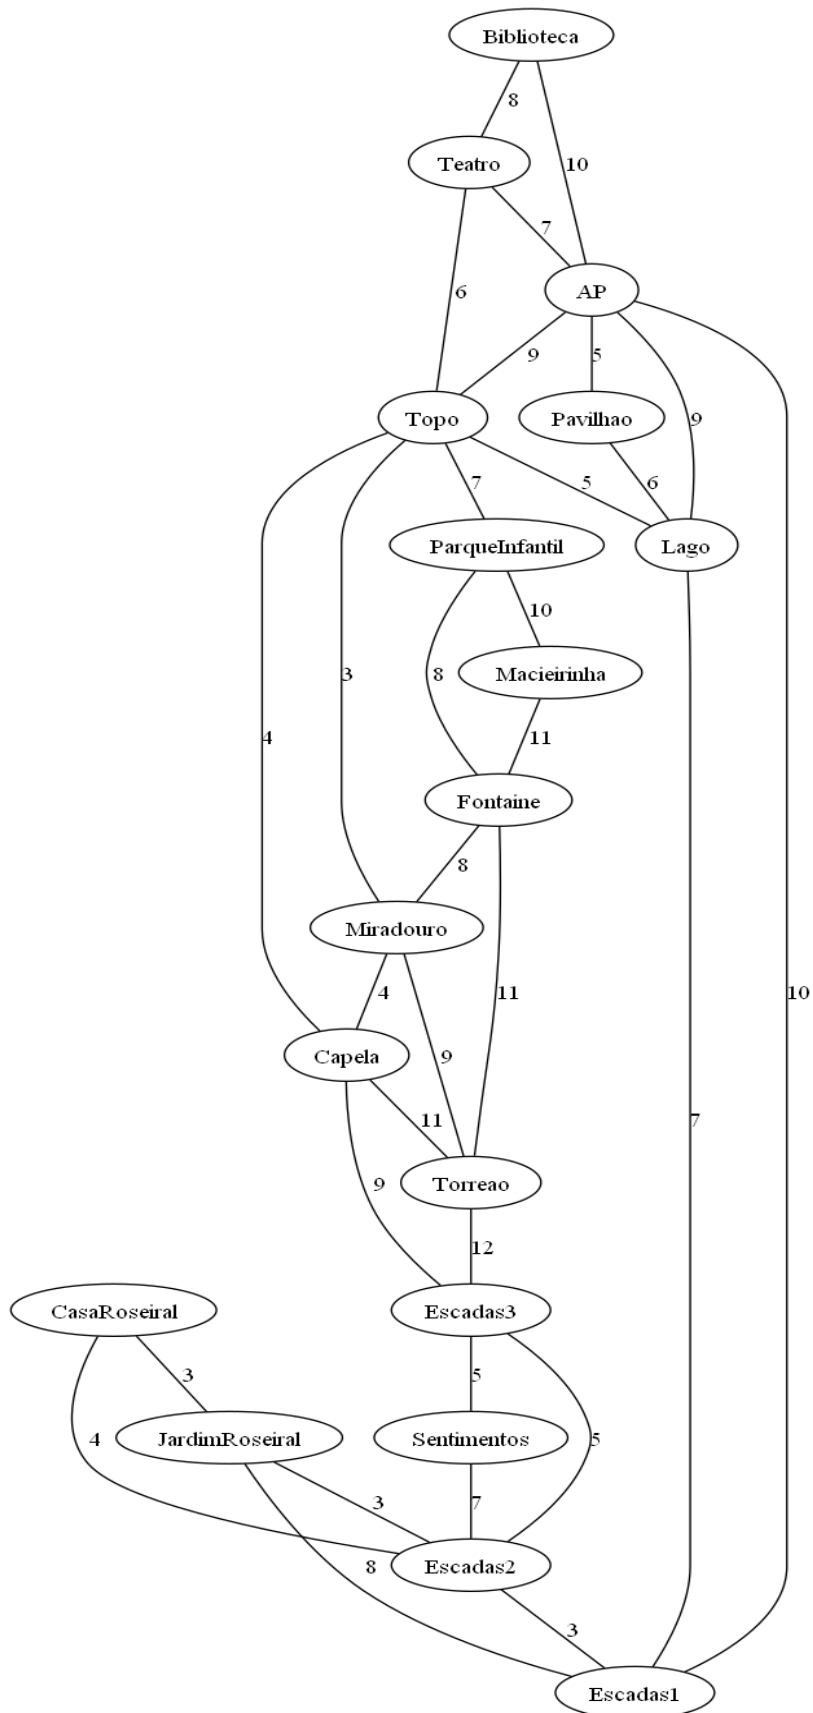 Biblioteca
8
Teatro
10
7
AP
6
9
5
Topo
Pavilhao
9
7
5
6
ParqueInfantil
Lago
10
3
8
Macieirinha
4
11
Fontaine
8
Miradouro
4
11
10
Capela
9
11
7
9
Torreao
12
CasaRoseiral
Escadas3
3
5
4
JardimRoseiral
Sentimentos
5
3
7
8
Escadas2
3
Escadas1